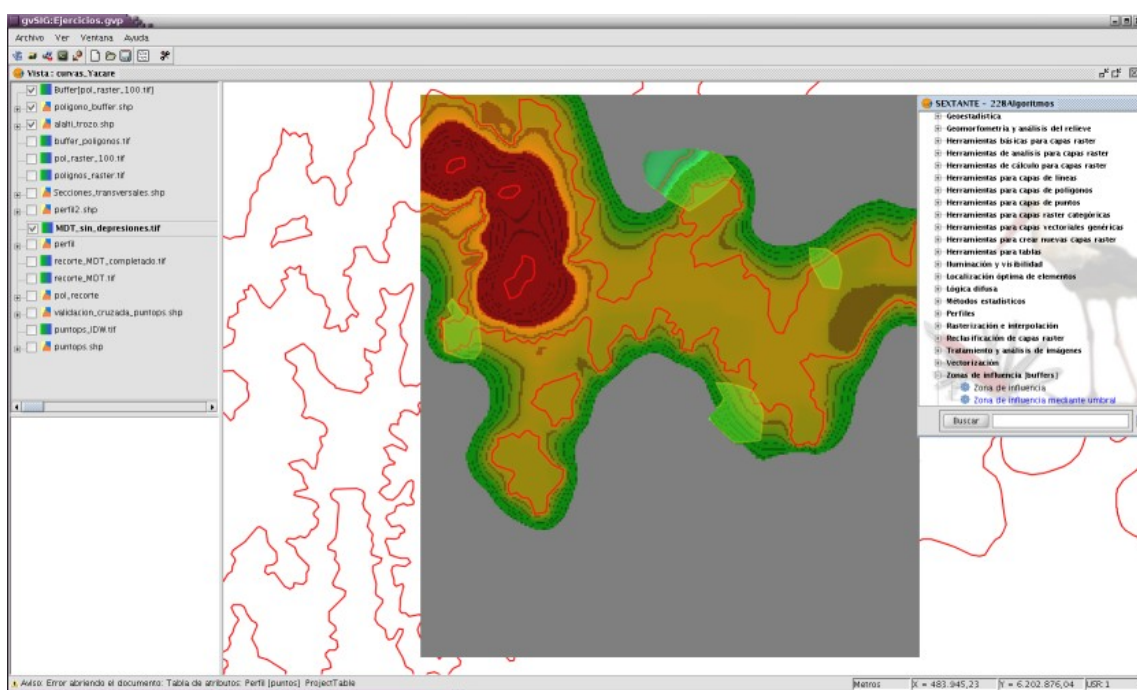 gvSIG:Ejercicios.gvp
Archivo Ver Ventana Ayuda
Vista : curvas_Yacare
Buffer[pol_raster_100.tif]
poligono_buffer.shp
alalti_trozo.shp
buffer_poligonos.tif
pol_raster_100.tif
polignos_raster.tif
Secciones_transversales.shp
perfil2.shp
MDT_sin_depresiones.tif
perfil
recorte_MDT_completado.tif
recorte_MDT.tif
pol_recorte
validacion_cruzada_puntops.shp
puntops_IDW.tif
puntops.shp
SEXTANTE - 228Algoritmos
Geoestadística
Geomorfometría y análisis del relieve
Herramientas básicas para capas raster
Herramientas de análisis para capas raster
Herramientas de cálculo para capas raster
Herramientas para capas de líneas
Herramientas para capas de polígonos
Herramientas para capas de puntos
Herramientas para capas raster categóricas
Herramientas para capas vectoriales genéricas
Herramientas para crear nuevas capas raster
Herramientas para tablas
Iluminación y visibilidad
Localización óptima de elementos
Lógica difusa
Métodos estadísticos
Perfiles
Rasterización e interpolación
Reclasificación de capas raster
Tratamiento y análisis de imágenes
Vectorización
Zonas de influencia [buffers]
Zona de influencia
Zona de influencia mediante umbral
Buscar
Aviso: Error abriendo el documento: Tabla de atributos: Perfil [puntos] ProjectTable
Metros X = 483.945,23 Y = 6.202.876,04 USR:1